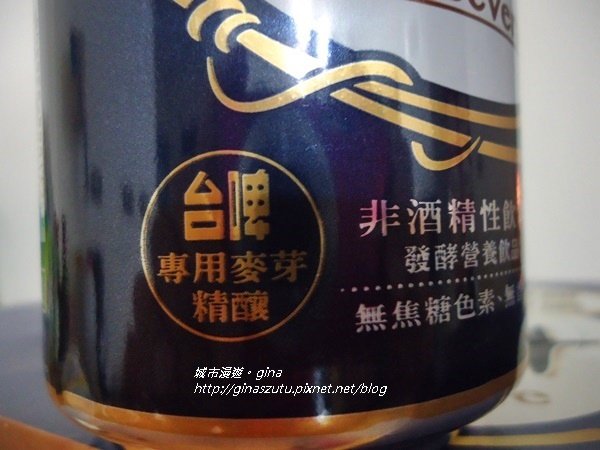 台啤
專用麥芽
精釀
非酒精性飲
發酵營養飲品
無焦糖色素、無
城市漫遊。gina
http://ginaszutu.pixnet.net/blog